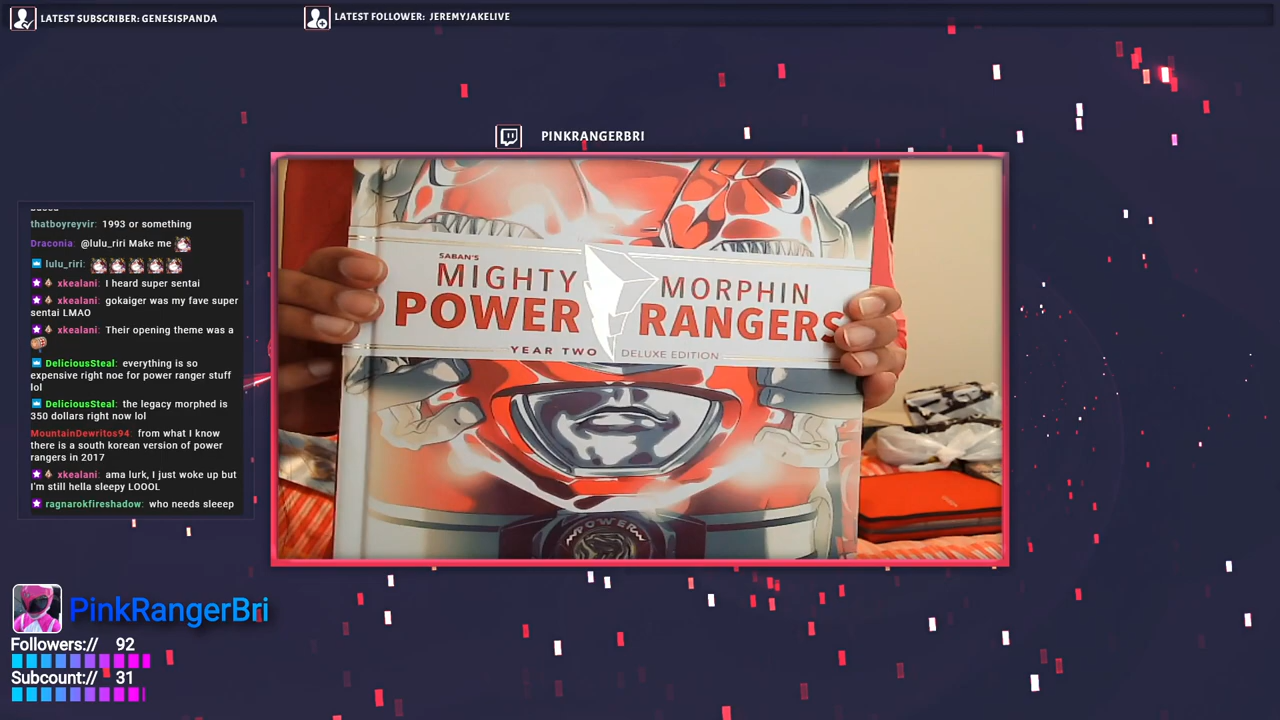 LATEST SUBSCRIBER: GENESISPANDA
LATEST FOLLOWER: JEREMYJAKELIVE
PINKRANGERBRI
thatboyreyvir: 1993 or something
Draconia: @lulu_riri Make me
lulu_riri:
xkealani: I heard super sentai
xkealani: gokaiger was my fave super
sentai LMAO
xkealani: Their opening theme was a
DeliciousSteal: everything is so
expensive right noe for power ranger stuff
lol
DeliciousSteal: the legacy morphed is
350 dollars right now lol
MountainDewritos94: from what I know
there is a south korean version of power
rangers in 2017
xkealani: ama lurk, I just woke up but
I'm still hella sleepy LOOOL
ragnarokfireshadow: who needs sleeep
SABAN'S
MIGHTY MORPHIN
POWER RANGERS
YEAR TWO DELUXE EDITION
POWER
PinkRangerBri
Followers:// 92
Subcount:// 31